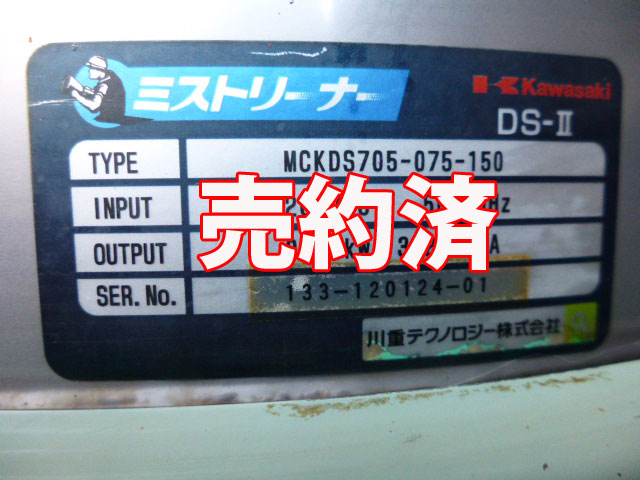 ミストリーナー
Kawasaki
DS-II
TYPE MCKDS705-075-150
INPUT Hz
OUTPUT kW A
SER. No. 133-120124-01
川重テクノロジー株式会社
売約済